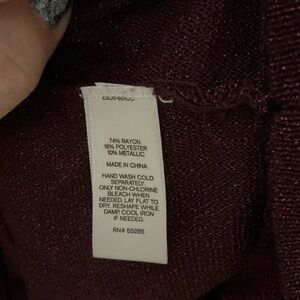 74% RAYON
16% POLYESTER
10% METALLIC
MADE IN CHINA
HAND WASH COLD
SEPARATELY.
ONLY NON-CHLORINE
BLEACH WHEN
NEEDED. LAY FLAT TO
DRY. RESHAPE WHILE
DAMP. COOL IRON
IF NEEDED.
RN# 55285